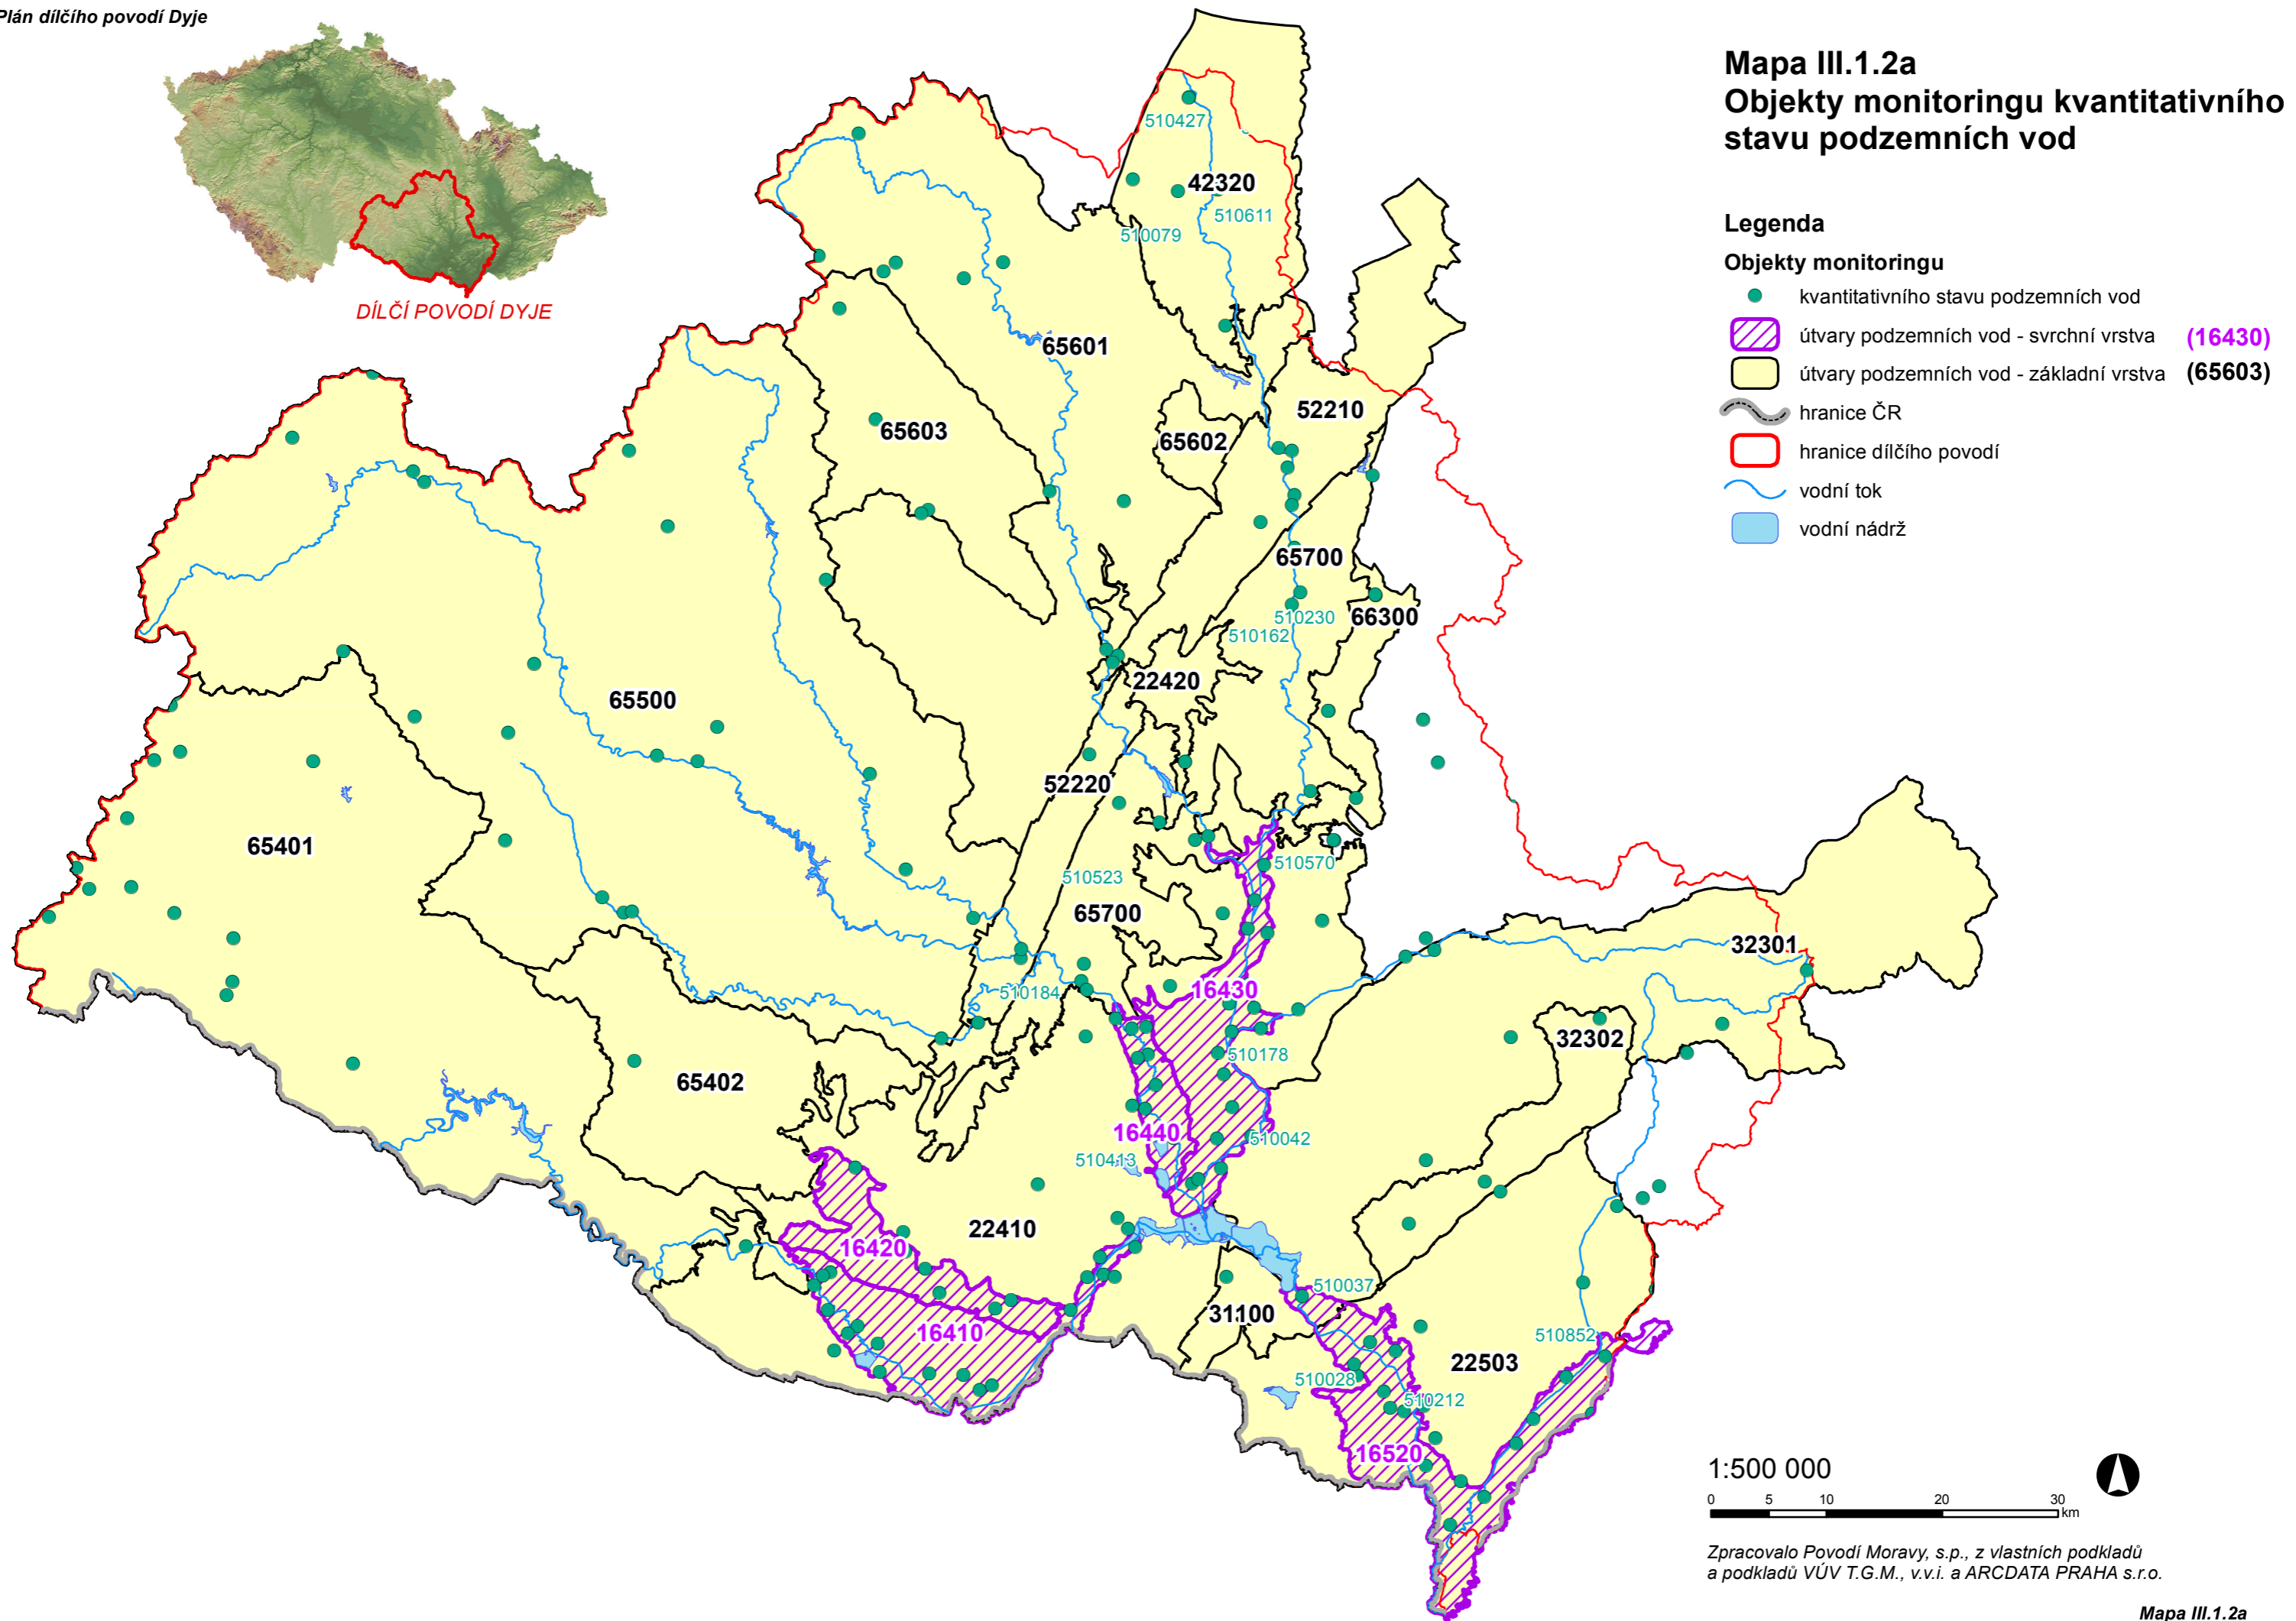 Plán dílčího povodí Dyje
DÍLČÍ POVODÍ DYJE
Mapa III.1.2a
Objekty monitoringu kvantitativního
stavu podzemních vod
Legenda
Objekty monitoringu
kvantitativního stavu podzemních vod
útvary podzemních vod - svrchní vrstva (16430)
útvary podzemních vod - základní vrstva (65603)
hranice ČR
hranice dílčího povodí
vodní tok
vodní nádrž
510427
42320
510611
510079
65601
52210
65603
65602
65700
510230
66300
510162
22420
65500
52220
65401
510570
510523
65700
32301
16430
510184
32302
510178
65402
16440
510042
510413
22410
16420
510037
31100
16410
510852
22503
510028
510212
16520
1:500 000
0 5 10 20 30
km
Zpracovalo Povodí Moravy, s.p., z vlastních podkladů
a podkladů VÚV T.G.M., v.v.i. a ARCDATA PRAHA s.r.o.
Mapa III.1.2a